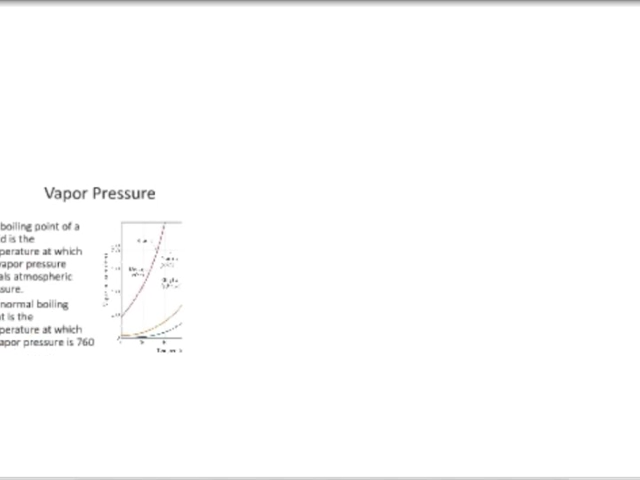 Vapor Pressure
boiling point of a
d is the
perature at which
vapor pressure
als atmospheric
sure.
normal boiling
t is the
perature at which
apor pressure is 760